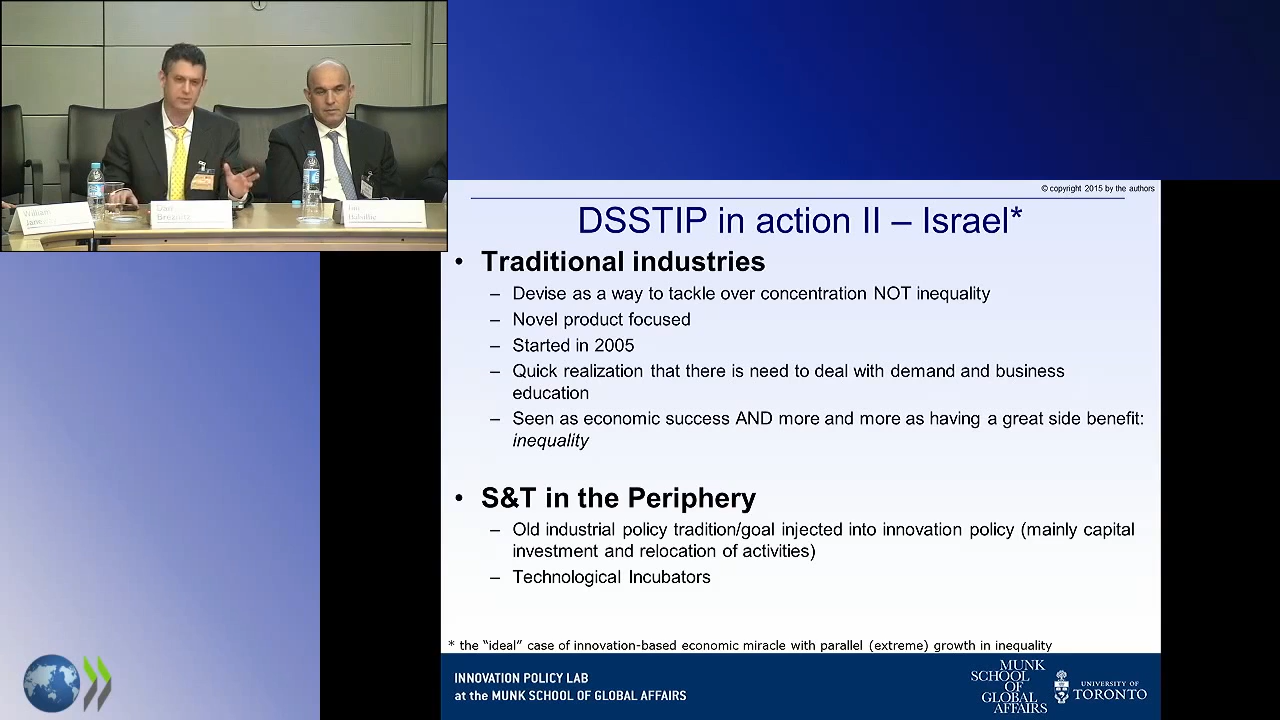 William
Dan
Breznitz
© copyright 2015 by the authors
DSSTIP in action II – Israel*
• Traditional industries
– Devise as a way to tackle over concentration NOT inequality
– Novel product focused
– Started in 2005
– Quick realization that there is need to deal with demand and business
education
– Seen as economic success AND more and more as having a great side benefit:
inequality
• S&T in the Periphery
– Old industrial policy tradition/goal injected into innovation policy (mainly capital
investment and relocation of activities)
– Technological Incubators
* the “ideal” case of innovation-based economic miracle with parallel (extreme) growth in inequality
INNOVATION POLICY LAB
at the MUNK SCHOOL OF GLOBAL AFFAIRS
MUNK
SCHOOL
OF
GLOBAL
AFFAIRS
UNIVERSITY OF
TORONTO